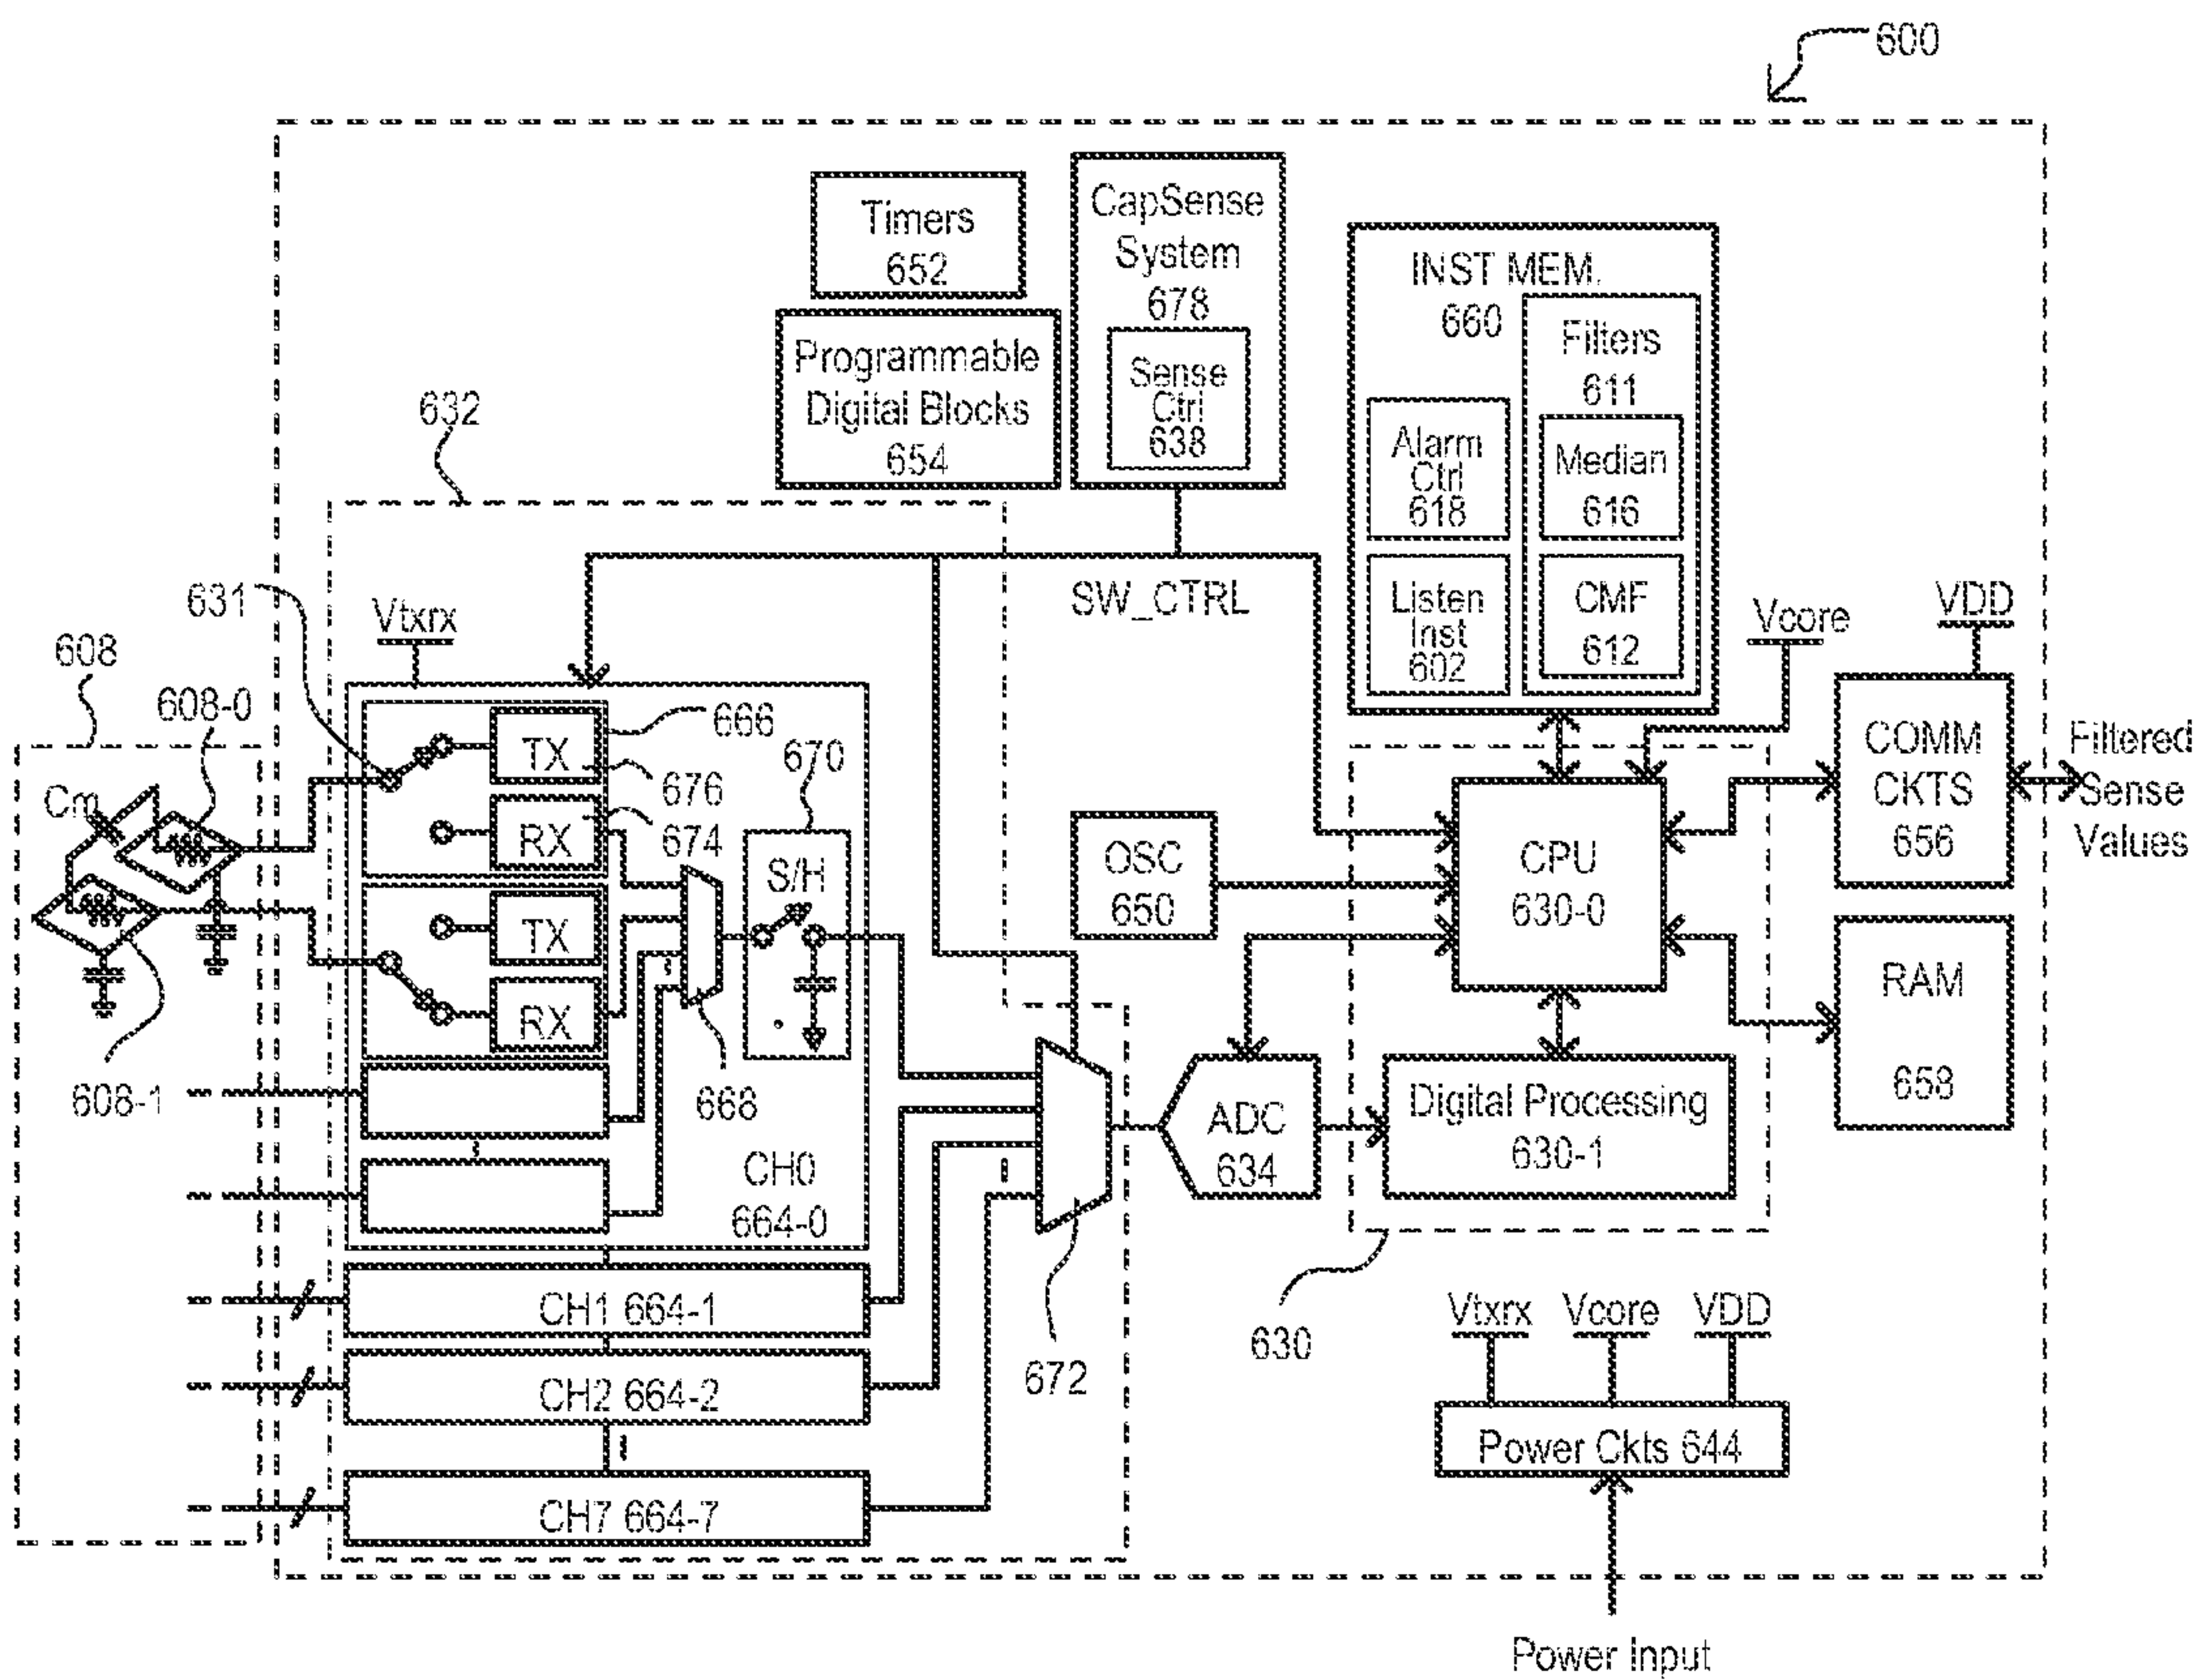 600
Timers
652
CapSense
System
678
Sense
Ctrl
638
INST MEM.
660
Filters
611
Alarm
Ctrl
618
Median
616
Listen
Inst
602
CMF
612
Programmable
Digital Blocks
654
632
SW_CTRL
631
Vtxrx
Vcore
VDD
608
608-0
Cm
608-1
TX
666
676
RX
674
670
S/H
TX
RX
668
CH0
664-0
CH1 664-1
CH2 664-2
CH7 664-7
672
OSC
650
ADC
634
CPU
630-0
Digital Processing
630-1
630
COMM
CKTS
656
Filtered
Sense
Values
RAM
658
Vtxrx Vcore VDD
Power Ckts 644
Power Input